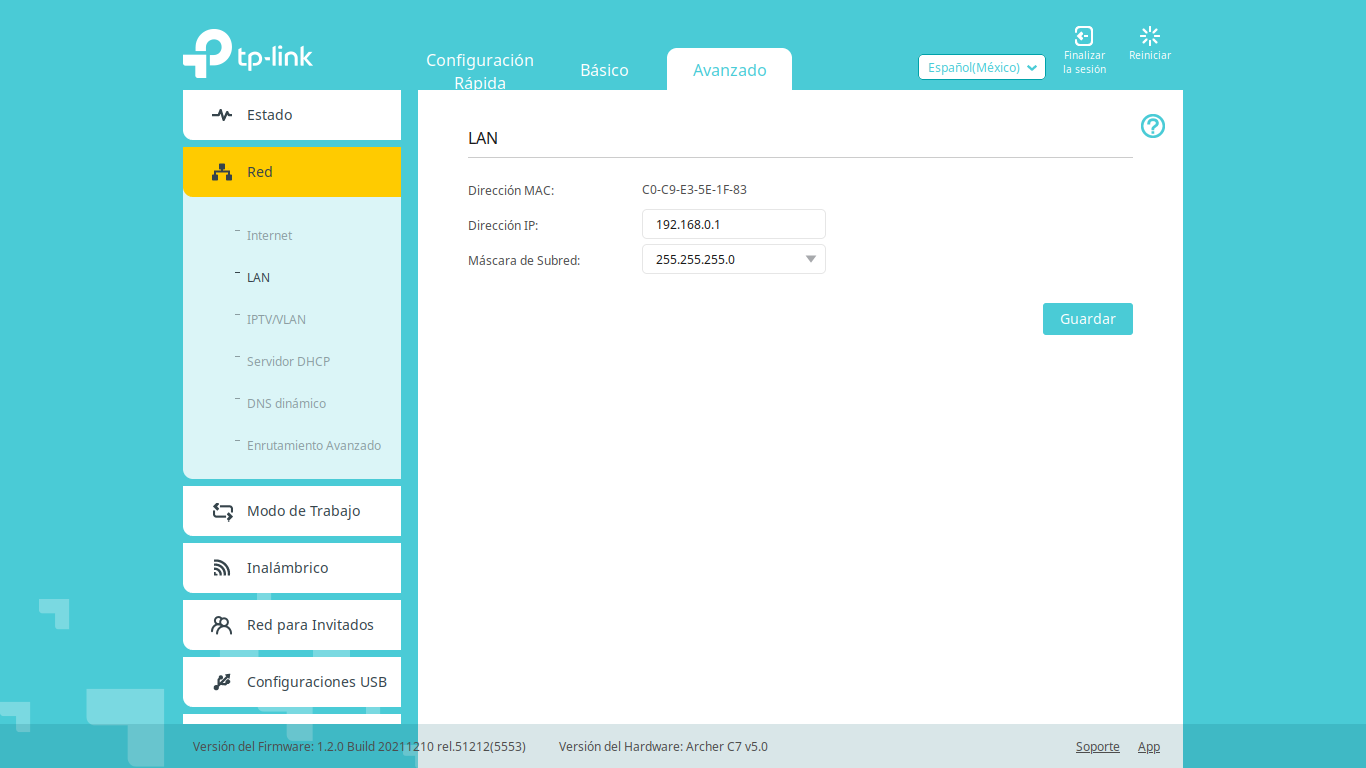 tp-link
Configuración
Rápida
Básico
Avanzado
Español(México)
Finalizar
la sesión
Reiniciar
Estado
Red
Internet
LAN
IPTV/VLAN
Servidor DHCP
DNS dinámico
Enrutamiento Avanzado
Modo de Trabajo
Inalámbrico
Red para Invitados
Configuraciones USB
LAN
Dirección MAC: C0-C9-E3-5E-1F-83
Dirección IP: 192.168.0.1
Máscara de Subred: 255.255.255.0
Guardar
Versión del Firmware: 1.2.0 Build 20211210 rel.51212(5553) Versión del Hardware: Archer C7 v5.0 Soporte App